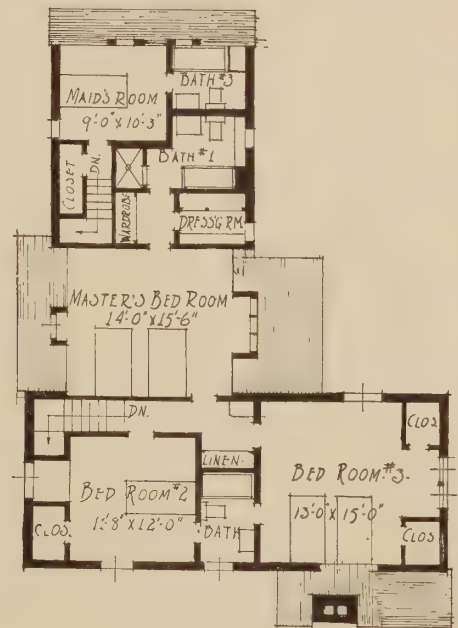 BATH #3
MAID'S ROOM
9'-0" X 10'-3"
BATH #1
DN.
CLOSET
WARDROBE
DRESS'G RM.
MASTER'S BED ROOM
14'-0" X 15'-6"
DN.
CLOS.
LINEN.
BED ROOM #3.
BED ROOM #2
13'-0" X 15'-0"
11'-8" X 12'-0"
CLOS.
BATH
CLOS